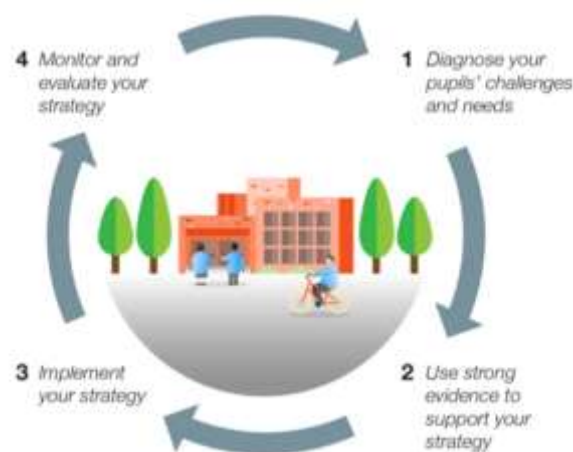 1 Diagnose your
pupils' challenges
and needs
2 Use strong
evidence to
support your
strategy
3 Implement
your strategy
4 Monitor and
evaluate your
strategy